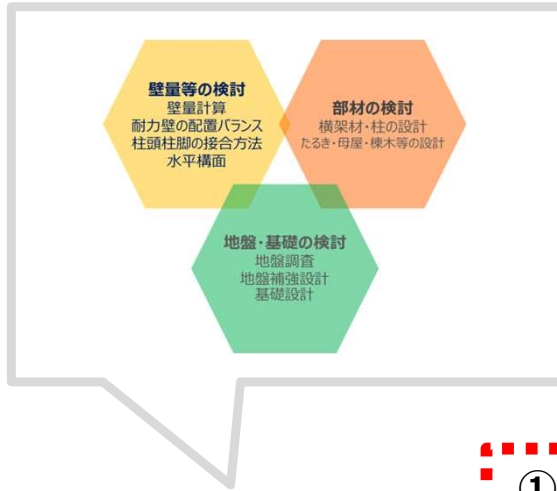 壁量等の検討
壁量計算
耐力壁の配置バランス
柱頭柱脚の接合方法
水平構面
部材の検討
横架材・柱の設計
たるき・母屋・棟木等の設計
地盤・基礎の検討
地盤調査
地盤補強設計
基礎設計
①